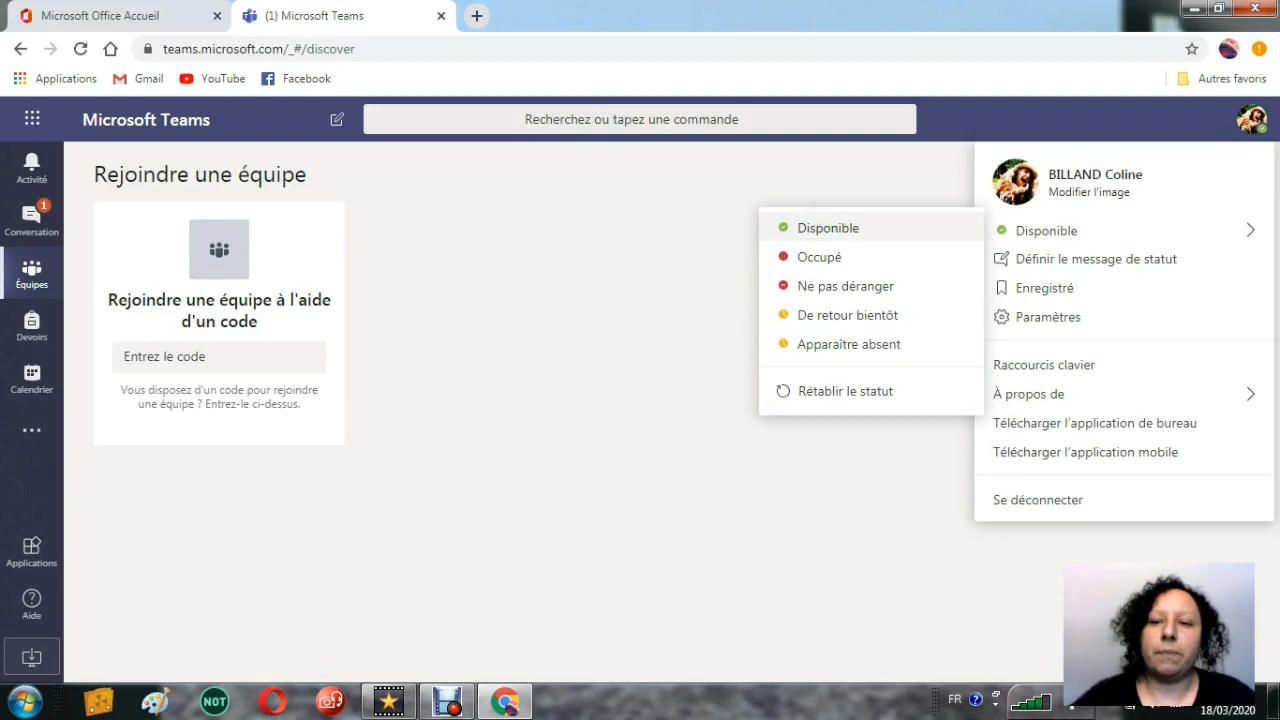 Microsoft Office Accueil
(1) Microsoft Teams
teams.microsoft.com/_#/discover
Applications
Gmail
YouTube
Facebook
Autres favoris
Microsoft Teams
Recherchez ou tapez une commande
Activité
1
Conversation
Équipes
Devoirs
Calendrier
Applications
Aide
Rejoindre une équipe
Rejoindre une équipe à l'aide
d'un code
Entrez le code
Vous disposez d'un code pour rejoindre
une équipe ? Entrez-le ci-dessus.
Disponible
Occupé
Ne pas déranger
De retour bientôt
Apparaître absent
Rétablir le statut
BILLAND Coline
Modifier l'image
Disponible
Définir le message de statut
Enregistré
Paramètres
Raccourcis clavier
À propos de
Télécharger l'application de bureau
Télécharger l'application mobile
Se déconnecter
NOT
FR
18/03/2020